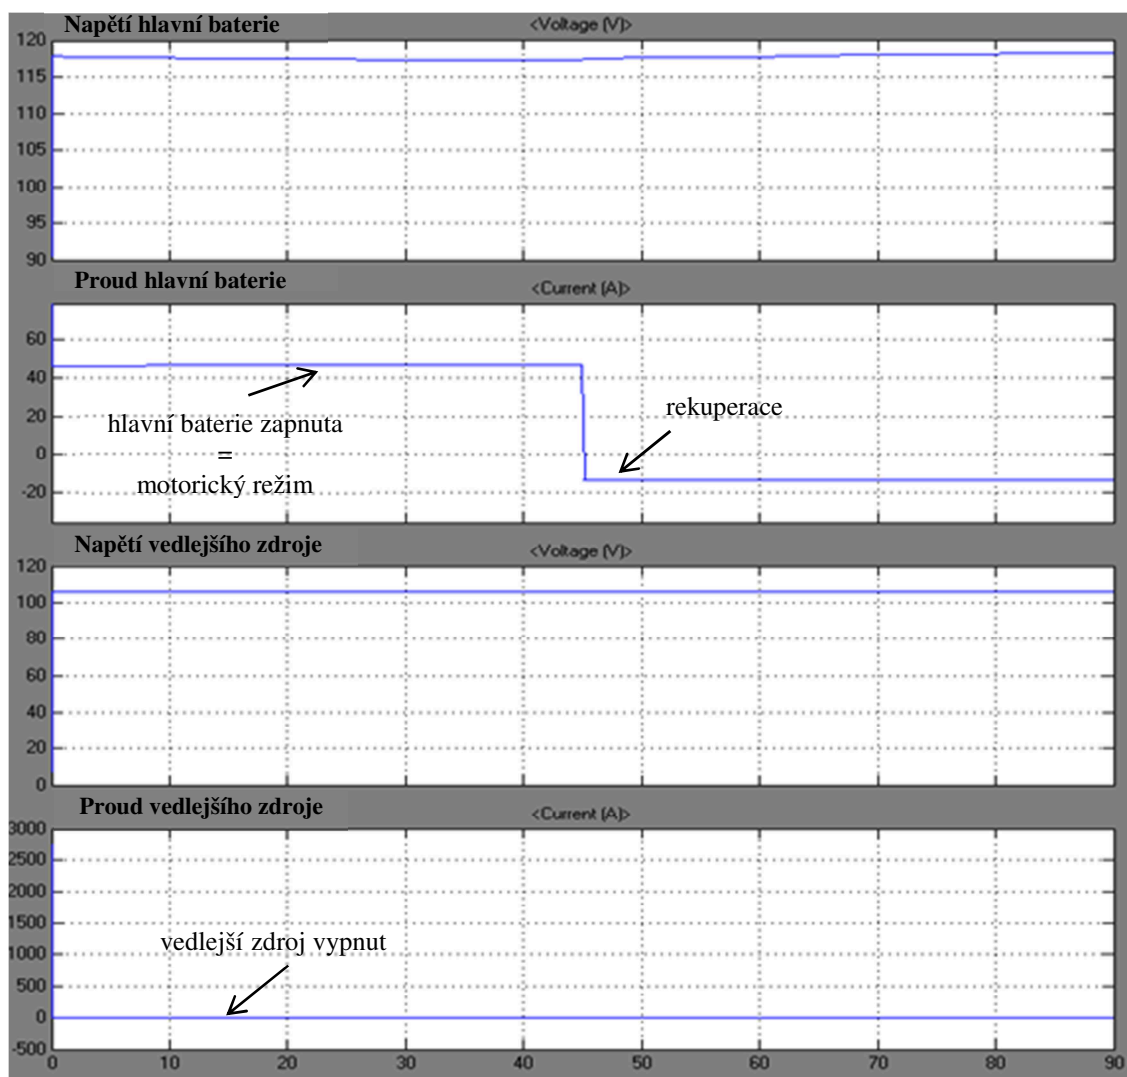 Napětí hlavní baterie
<Voltage (V)>
120
115
110
105
100
95
90
Proud hlavní baterie
<Current (A)>
60
40
20
0
-20
hlavní baterie zapnuta
=
motorický režim
rekuperace
Napětí vedlejšího zdroje
<Voltage (V)>
120
100
80
60
40
20
0
Proud vedlejšího zdroje
<Current (A)>
3000
2500
2000
1500
1000
500
0
-500
vedlejší zdroj vypnut
0 10 20 30 40 50 60 70 80 90